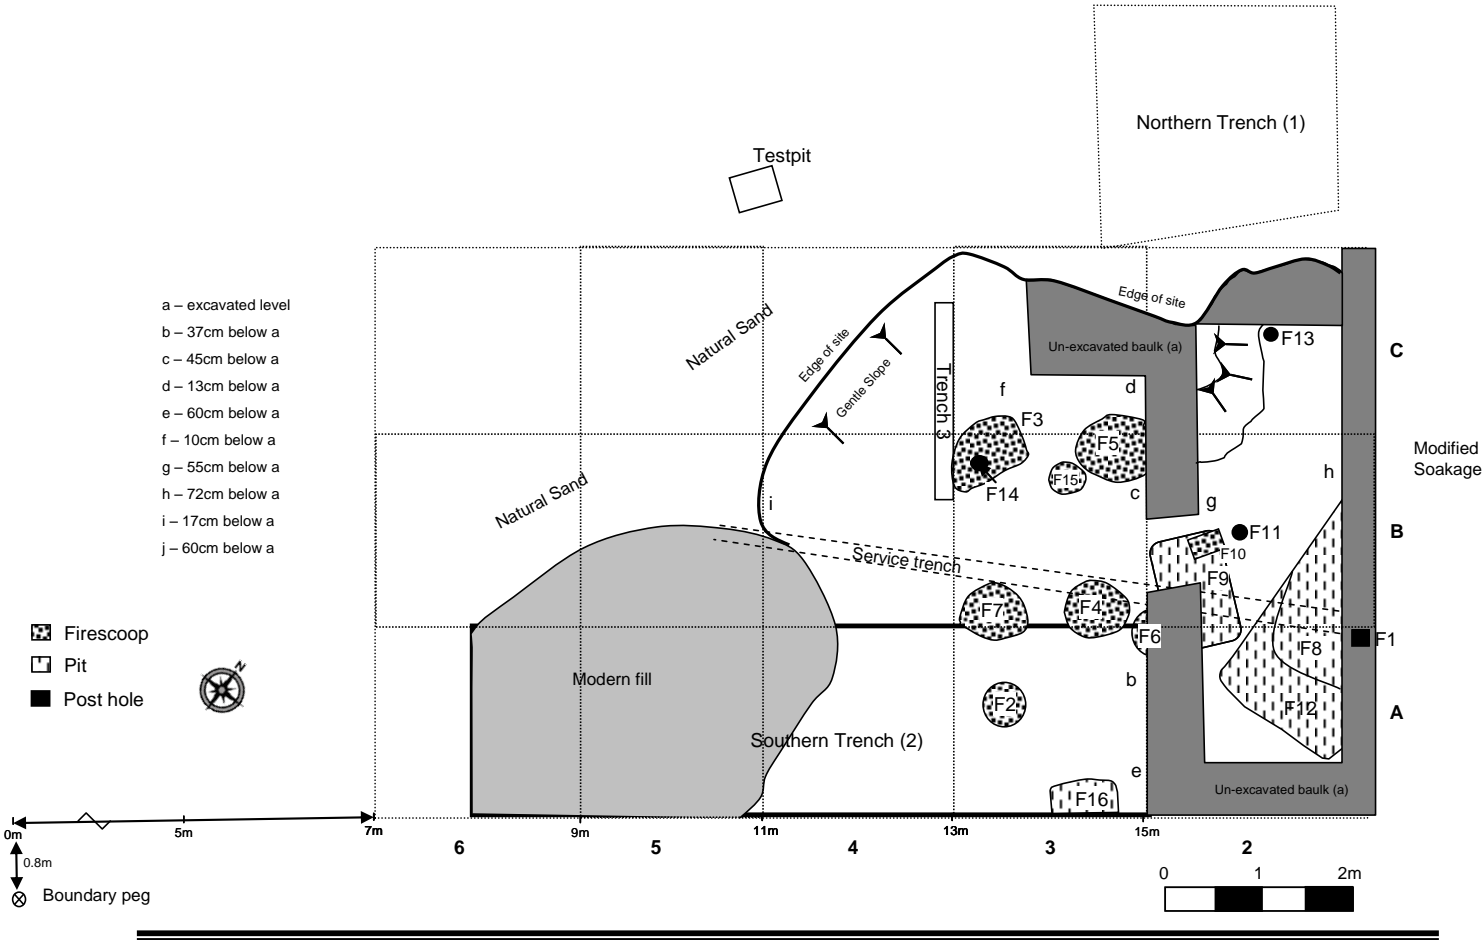 Northern Trench (1)
Testpit
a – excavated level
b – 37cm below a
c – 45cm below a
d – 13cm below a
e – 60cm below a
f – 10cm below a
g – 55cm below a
h – 72cm below a
i – 17cm below a
j – 60cm below a
Natural Sand
Edge of site
Gentle Slope
Edge of site
Un-excavated baulk (a)
Trench 3
F13
C
f
d
F3
F5
F14
F15
c
g
h
Modified
Soakage
Natural Sand
i
Service trench
F11
F10
F9
B
F7
F4
F6
F8
F1
Firescoop
Pit
Post hole
N
Modern fill
b
F2
F12
A
Southern Trench (2)
e
F16
Un-excavated baulk (a)
0m
5m
7m
9m
11m
13m
15m
6
5
4
3
2
0.8m
Boundary peg
0 1 2m